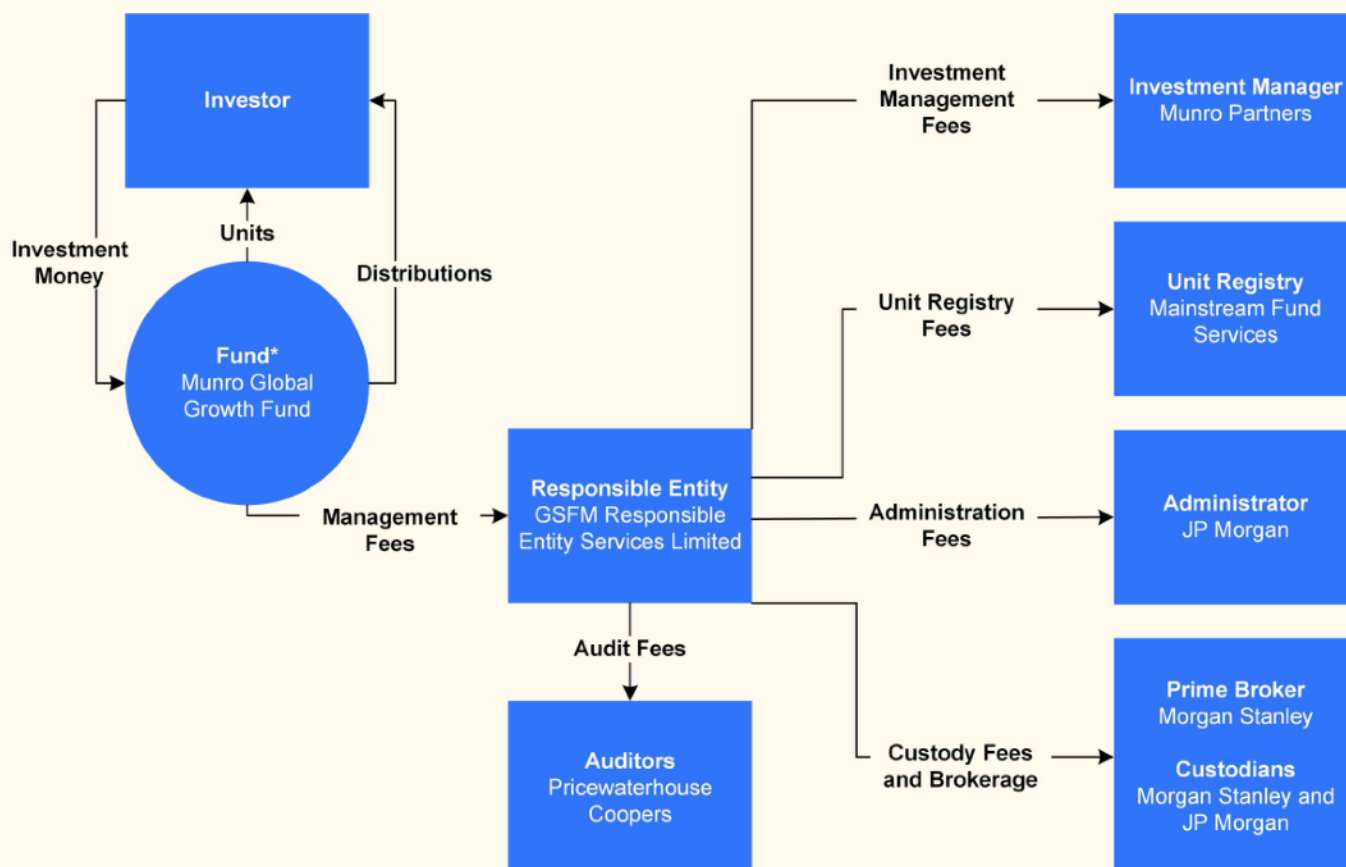 Investor
Investment
Money
Units
Distributions
Fund*
Munro Global
Growth Fund
Management
Fees
Responsible Entity
GSFM Responsible
Entity Services Limited
Audit Fees
Auditors
Pricewaterhouse
Coopers
Investment
Management
Fees
Investment Manager
Munro Partners
Unit Registry
Fees
Unit Registry
Mainstream Fund
Services
Administration
Fees
Administrator
JP Morgan
Custody Fees
and Brokerage
Prime Broker
Morgan Stanley
Custodians
Morgan Stanley and
JP Morgan